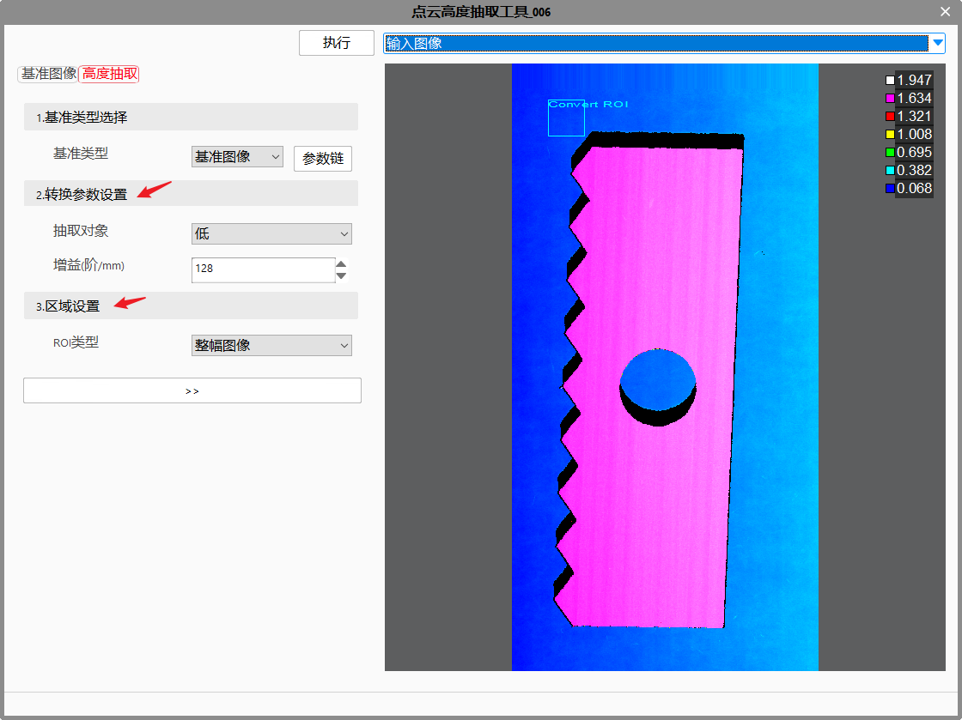 点云高度抽取工具_006
执行
输入图像
基准图像 高度抽取
1.基准类型选择
基准类型 基准图像 参数链
2.转换参数设置
抽取对象 低
增益(阶/mm) 128
3.区域设置
ROI类型 整幅图像
>>
Convert ROI
1.947
1.634
1.321
1.008
0.695
0.382
0.068